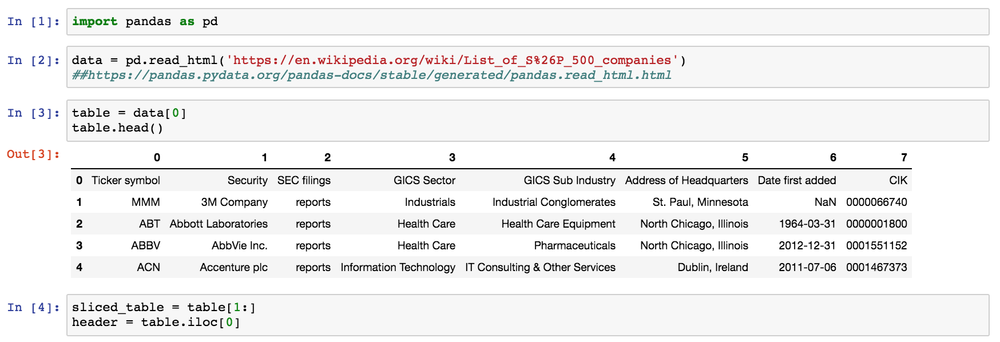 In [1]: import pandas as pd
In [2]: data = pd.read_html('https://en.wikipedia.org/wiki/List_of_S%26P_500_companies')
##https://pandas.pydata.org/pandas-docs/stable/generated/pandas.read_html.html
In [3]: table = data[0]
table.head()
Out[3]: 0 1 2 3 4 5 6 7
0 Ticker symbol Security SEC filings GICS Sector GICS Sub Industry Address of Headquarters Date first added CIK
1 MMM 3M Company reports Industrials Industrial Conglomerates St. Paul, Minnesota NaN 0000066740
2 ABT Abbott Laboratories reports Health Care Health Care Equipment North Chicago, Illinois 1964-03-31 0000001800
3 ABBV AbbVie Inc. reports Health Care Pharmaceuticals North Chicago, Illinois 2012-12-31 0001551152
4 ACN Accenture plc reports Information Technology IT Consulting & Other Services Dublin, Ireland 2011-07-06 0001467373
In [4]: sliced_table = table[1:]
header = table.iloc[0]